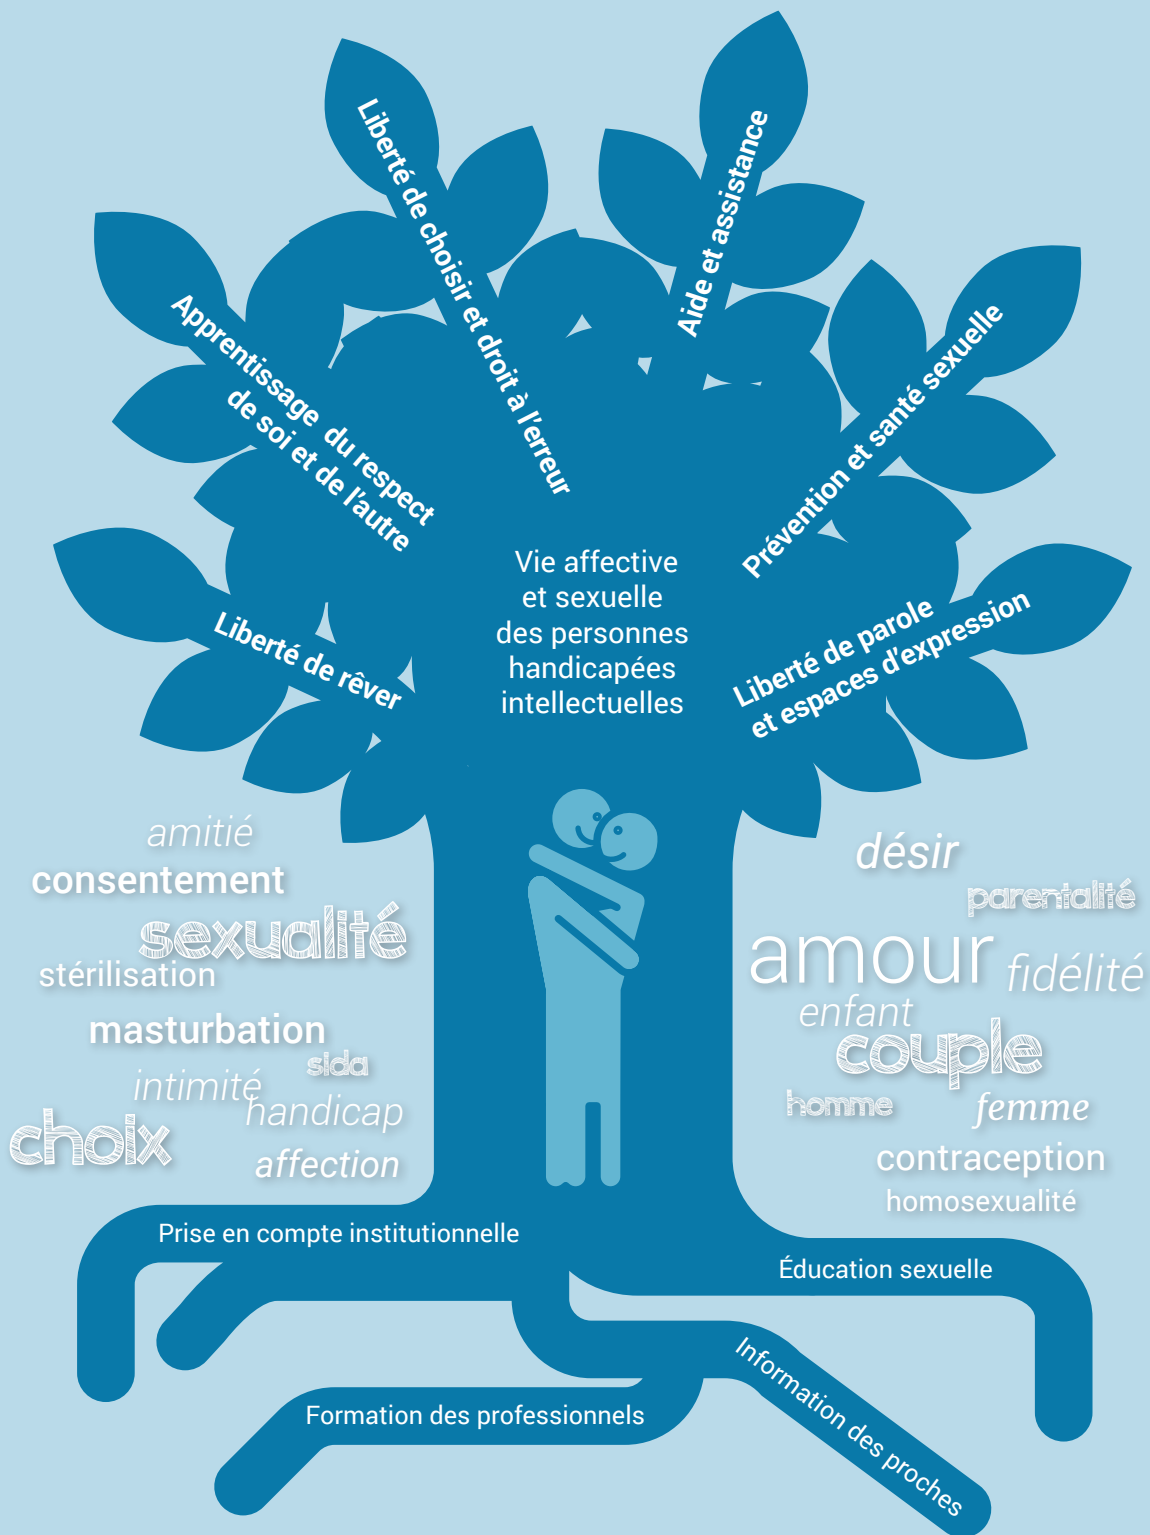 Liberté de choisir et droit à l'erreur
Aide et assistance
Apprentissage du respect
de soi et de l'autre
Prévention et santé sexuelle
Liberté de rêver
Vie affective
et sexuelle
des personnes
handicapées
intellectuelles
Liberté de parole
et espaces d'expression
amitié
consentement
sexualité
stérilisation
masturbation
sida
intimité
handicap
choix
affection
désir
parentalité
amour
fidélité
enfant
couple
homme
femme
contraception
homosexualité
Prise en compte institutionnelle
Éducation sexuelle
Information des proches
Formation des professionnels